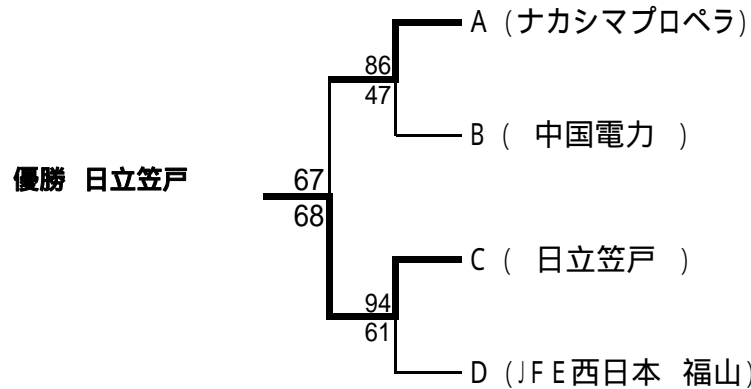 A (ナカシマプロペラ)
86
47
B ( 中国電力 )
優勝 日立笠戸
67
68
C ( 日立笠戸 )
94
61
D (JFE西日本 福山)